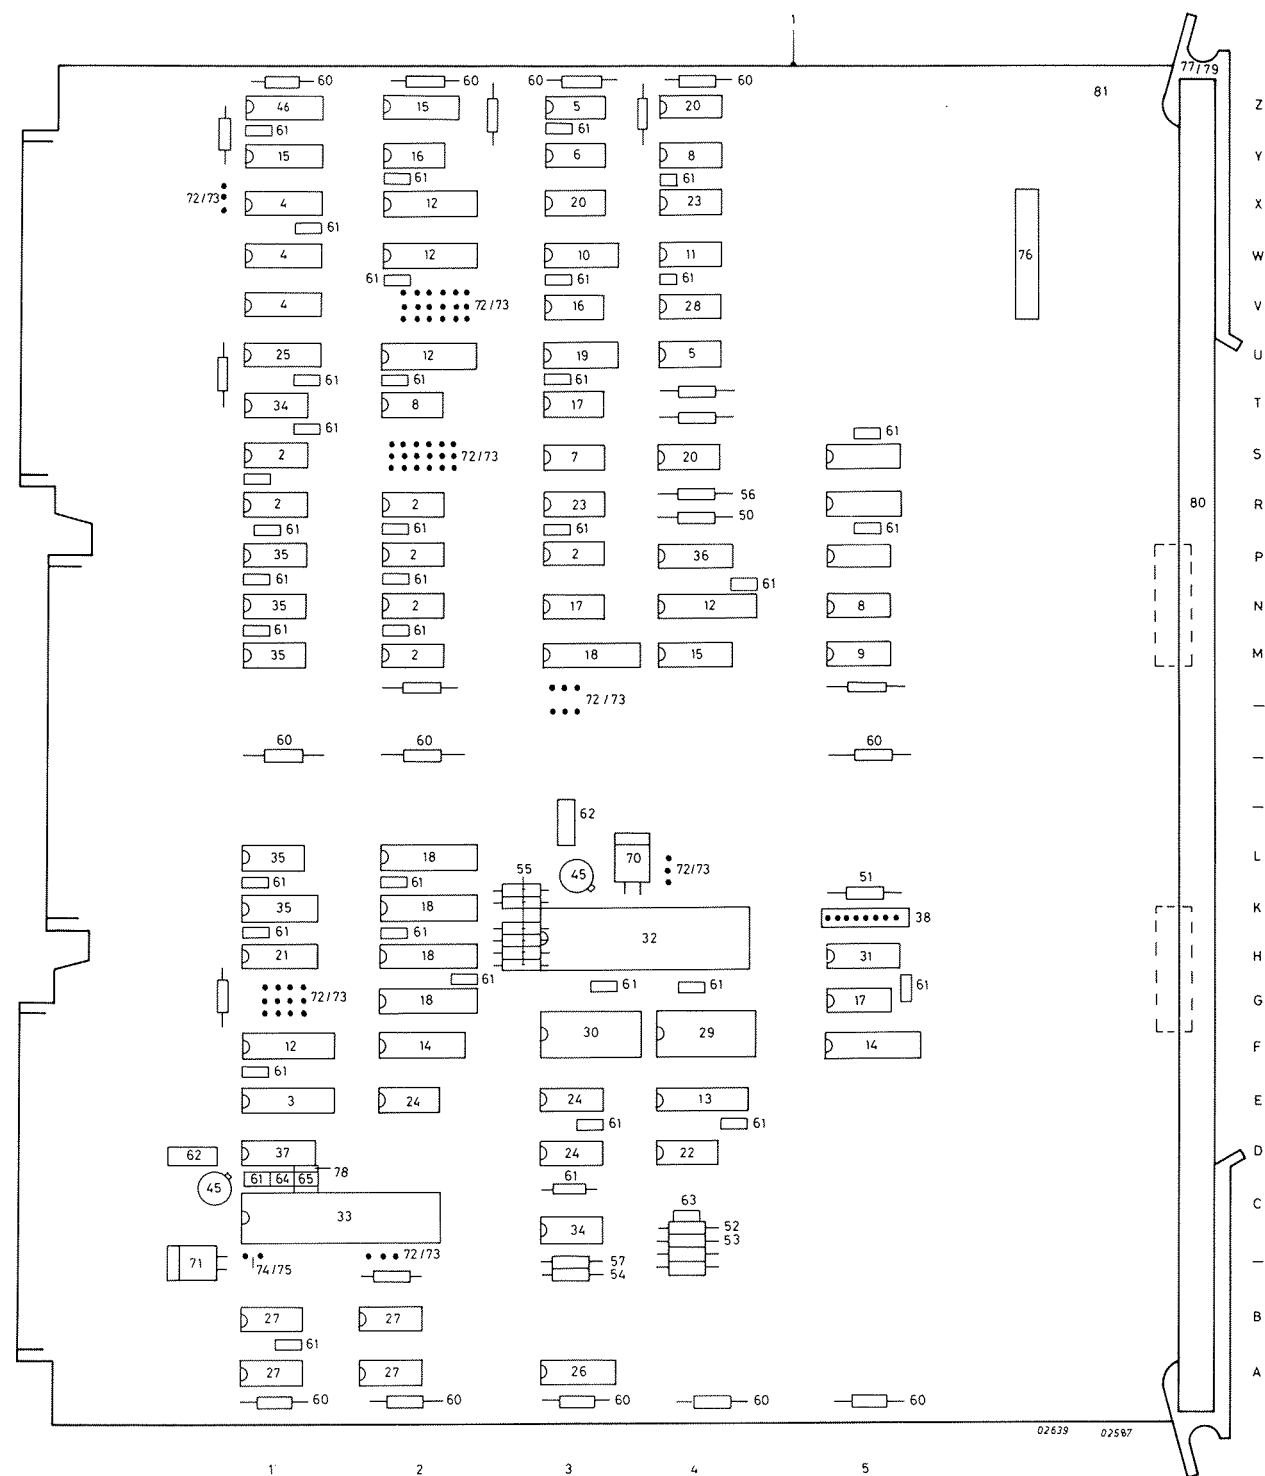 1
60 60 60 60
77/79
81
46 15 5 20 Z
61 61
15 16 6 8 Y
61 61
72/73 4 12 20 23 X
61
4 12 10 11 76 W
61 61 61
4 72/73 16 28 V
25 12 19 5 U
61 61 61
34 8 17 T
61 61
2 72/73 7 20 S
56
2 2 23 80 R
50
61 61 61 61
35 2 2 36 P
61 61 61
35 2 17 12 8 N
61 61
35 2 18 15 9 M
72/73 —
60 60 60 —
—
62
35 18 70 L
55 45 72/73 51
61 61
35 18 38 K
61 61 32
21 18 31 H
61 61 61 61
72/73 18 17 G
30 29
12 14 14 F
61
3 24 24 13 E
61 61
62 37 24 22 D
61 64 65 78 61
45
63
33 34 C
52
53
71 74/75 72/73 57 —
54
27 27 B
61
27 27 26 A
60 60 60 60 60
02639 02587
1 2 3 4 5